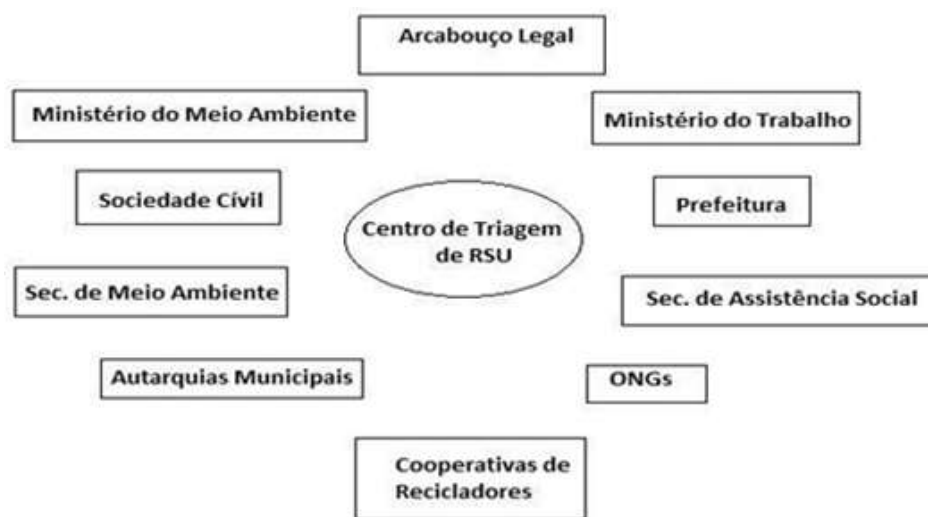 Arcabouço Legal
Ministério do Meio Ambiente
Ministério do Trabalho
Sociedade Cívil
Prefeitura
Centro de Triagem
de RSU
Sec. de Meio Ambiente
Sec. de Assistência Social
Autarquias Municipais
ONGs
Cooperativas de
Recicladores